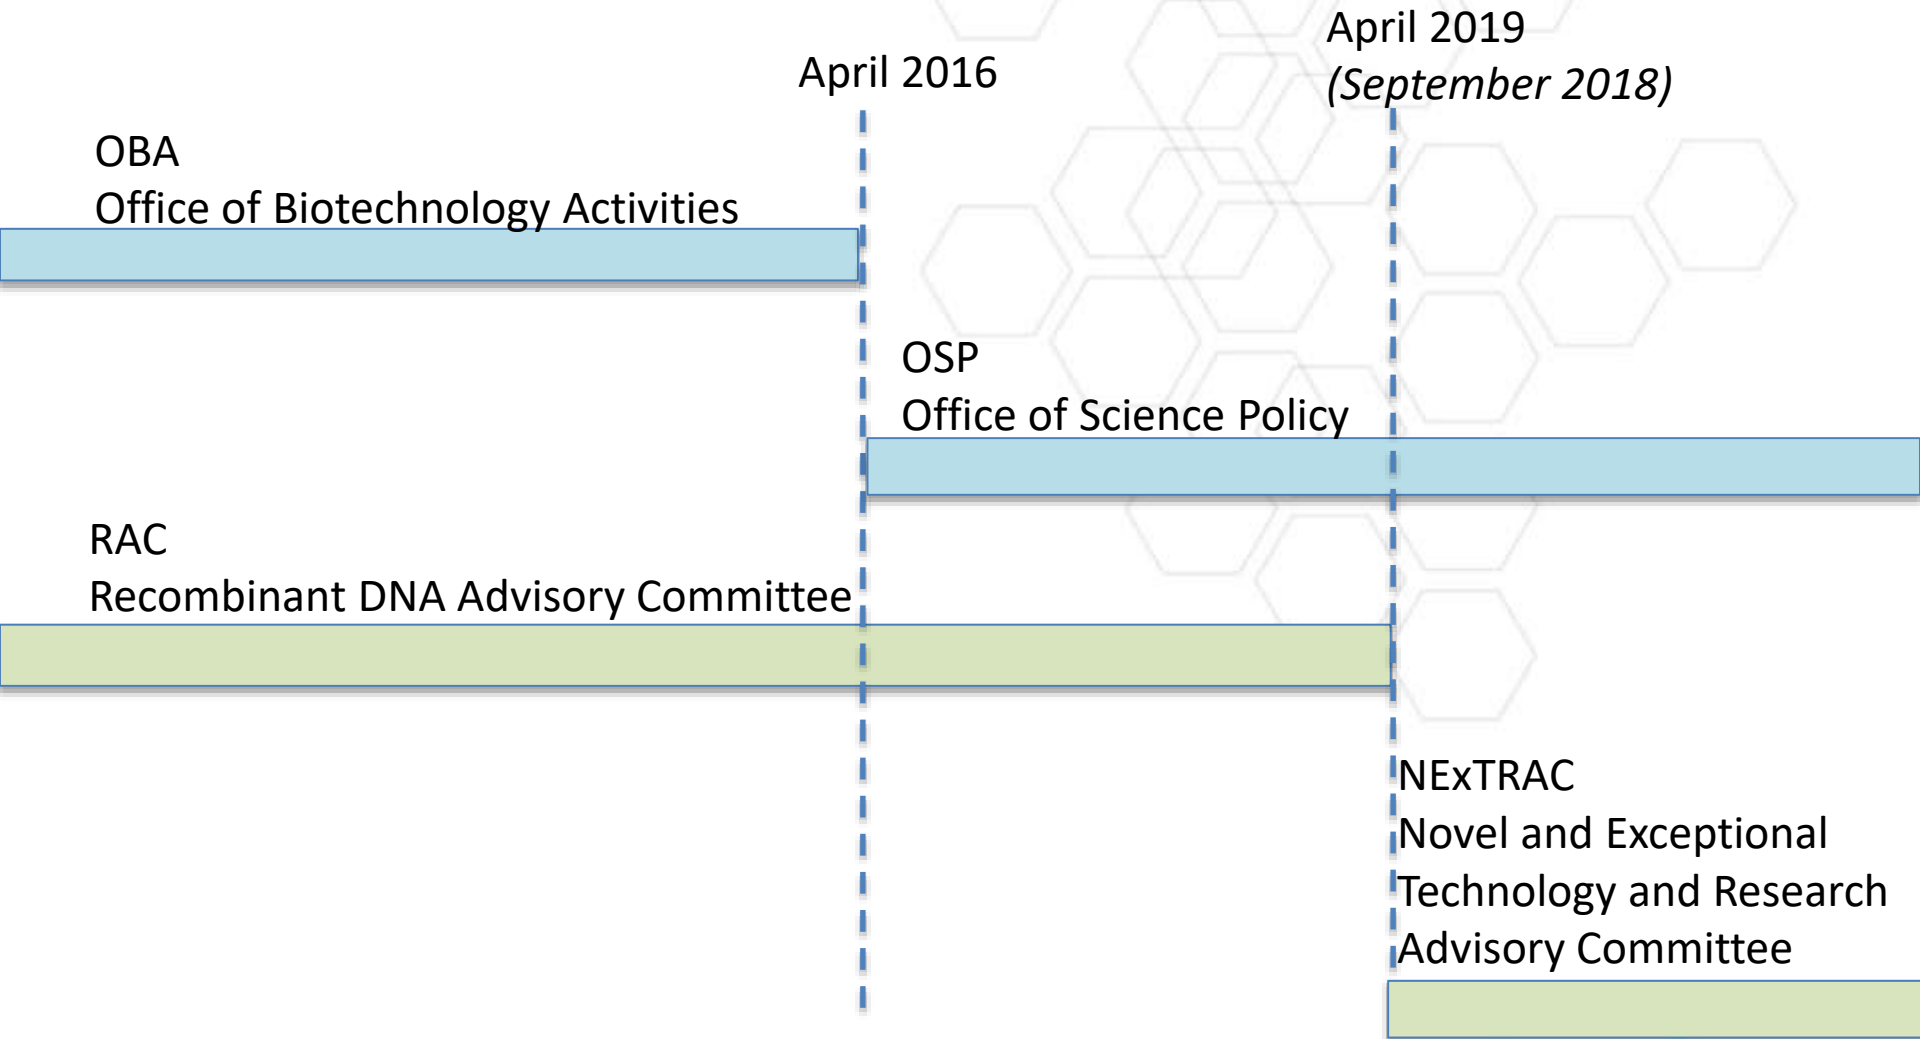 April 2016
April 2019
(September 2018)
OBA
Office of Biotechnology Activities
OSP
Office of Science Policy
RAC
Recombinant DNA Advisory Committee
NExTRAC
Novel and Exceptional
Technology and Research
Advisory Committee